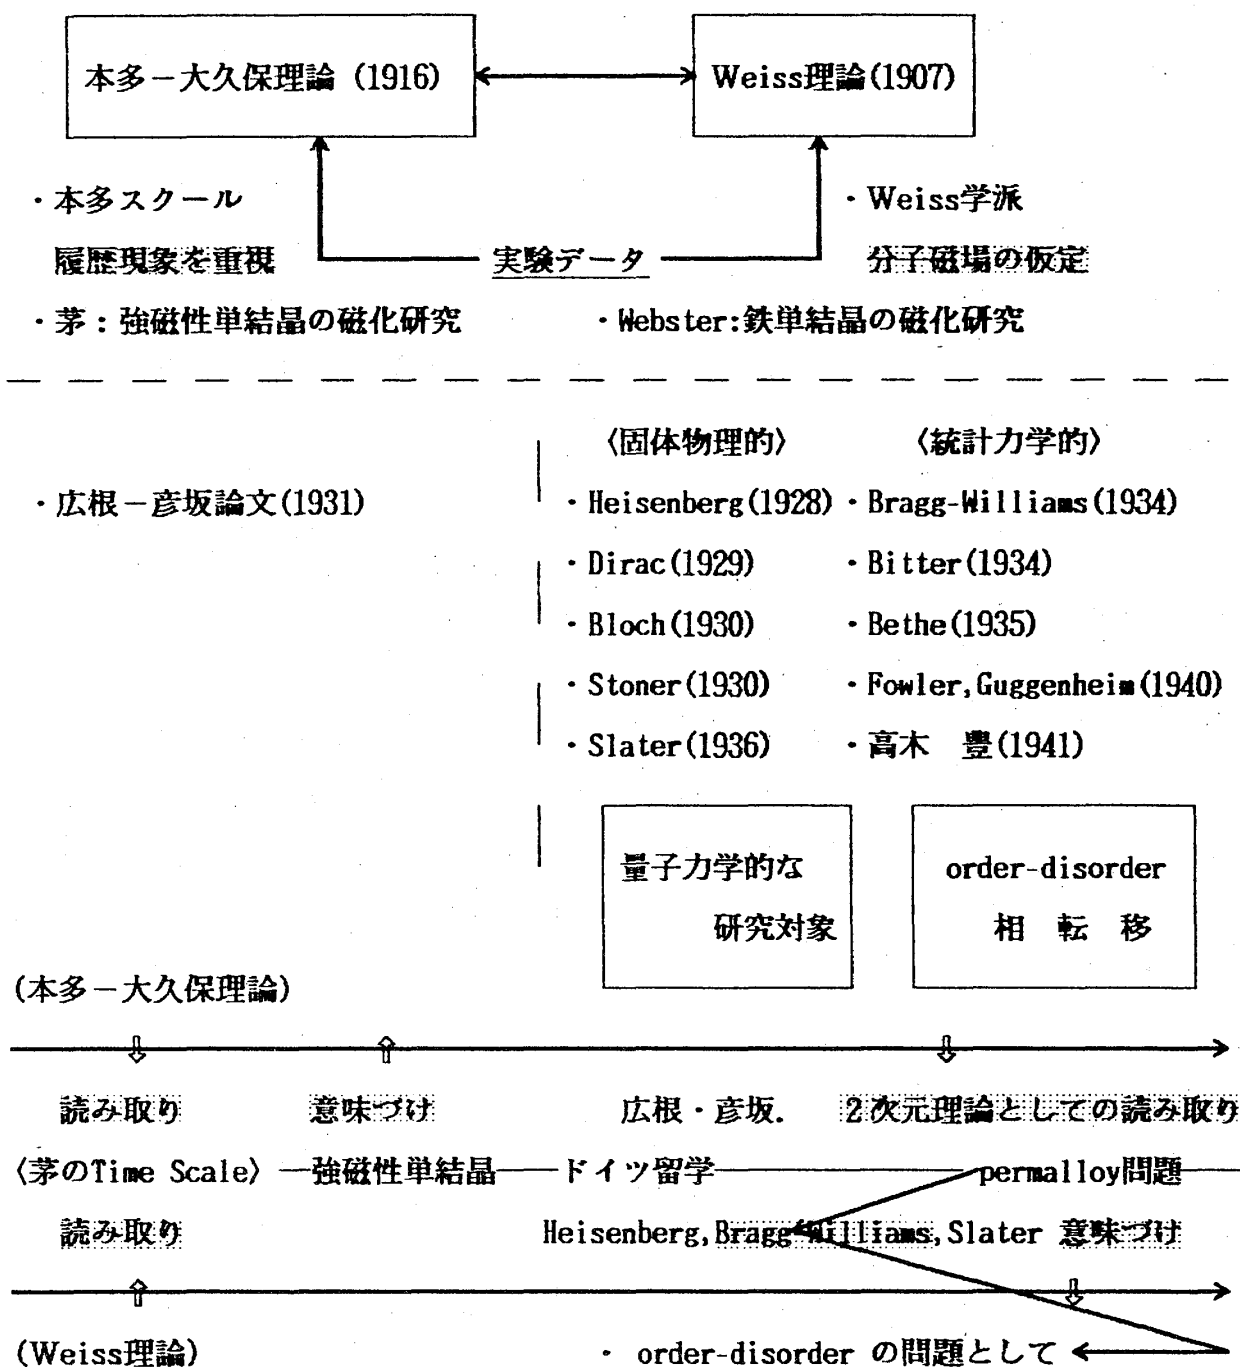 本多－大久保理論 (1916)
Weiss理論(1907)
・本多スクール
・Weiss学派
履歴現象を重視
実験データ
分子磁場の仮定
・茅：強磁性単結晶の磁化研究
・Webster:鉄単結晶の磁化研究
〈固体物理的〉
〈統計力学的〉
・広根－彦坂論文(1931)
・Heisenberg(1928)
・Bragg-Williams(1934)
・Dirac(1929)
・Bitter(1934)
・Bloch(1930)
・Bethe(1935)
・Stoner(1930)
・Fowler,Guggenheim(1940)
・Slater(1936)
・高木　豊(1941)
量子力学的な
研究対象
order-disorder
相　転　移
(本多－大久保理論)
読み取り
意味づけ
広根・彦坂.
2次元理論としての読み取り
〈茅のTime Scale〉
強磁性単結晶
ドイツ留学
permalloy問題
読み取り
Heisenberg,Bragg-Williams,Slater 意味づけ
(Weiss理論)
・ order-disorder の問題として